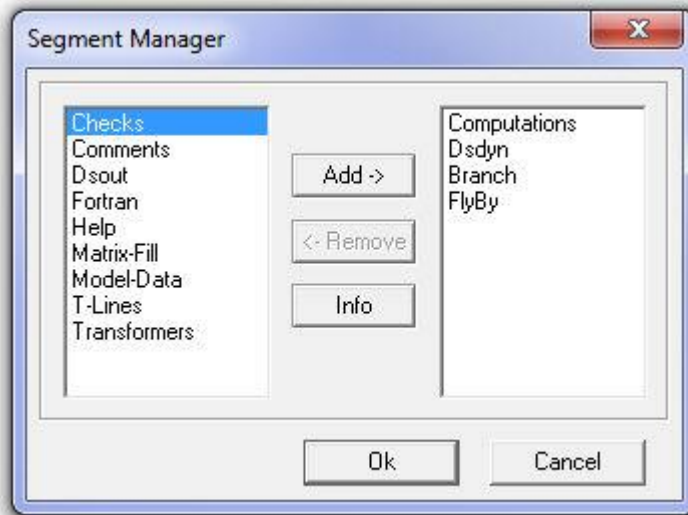 Segment Manager
Checks
Comments
Dsout
Fortran
Help
Matrix-Fill
Model-Data
T-Lines
Transformers
Add ->
<- Remove
Info
Computations
Dsdyn
Branch
FlyBy
Ok
Cancel